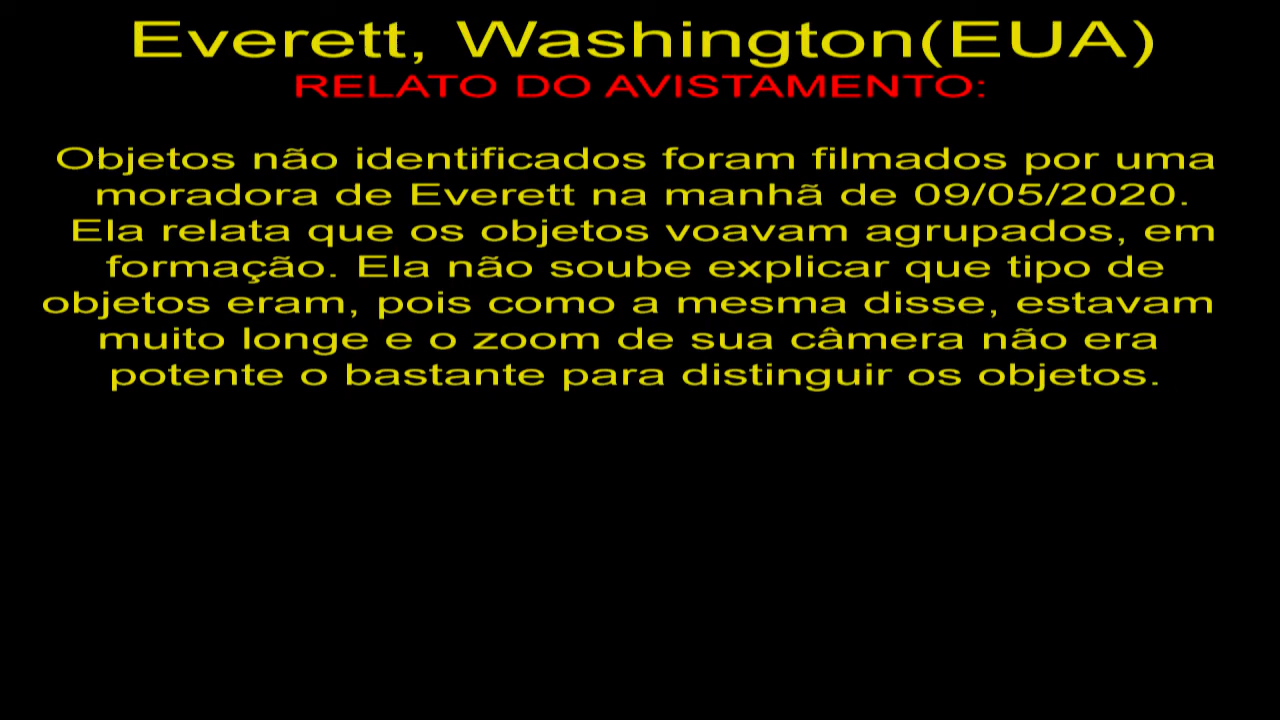 Everett, Washington(EUA)
RELATO DO AVISTAMENTO:
Objetos não identificados foram filmados por uma
moradora de Everett na manhã de 09/05/2020.
Ela relata que os objetos voavam agrupados, em
formação. Ela não soube explicar que tipo de
objetos eram, pois como a mesma disse, estavam
muito longe e o zoom de sua câmera não era
potente o bastante para distinguir os objetos.